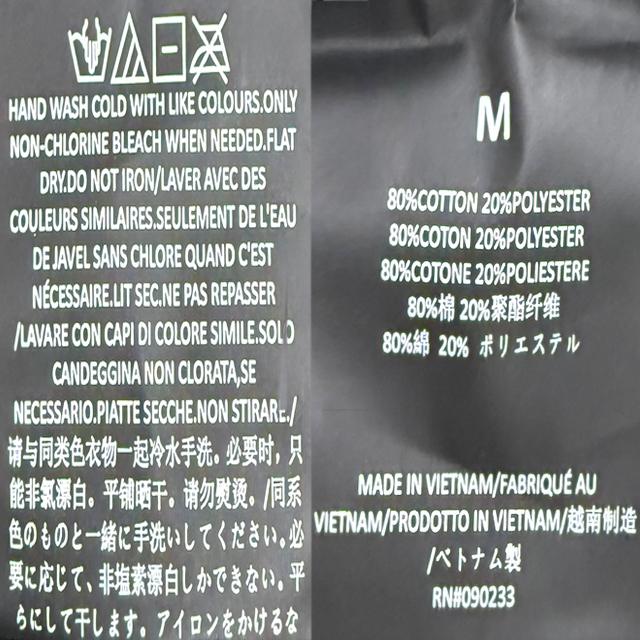 HAND WASH COLD WITH LIKE COLOURS.ONLY
NON-CHLORINE BLEACH WHEN NEEDED.FLAT
DRY.DO NOT IRON/LAVER AVEC DES
COULEURS SIMILAIRES.SEULEMENT DE L'EAU
DE JAVEL SANS CHLORE QUAND C'EST
NÉCESSAIRE.LIT SEC.NE PAS REPASSER
/LAVARE CON CAPI DI COLORE SIMILE.SOLO
CANDEGGINA NON CLORATA,SE
NECESSARIO.PIATTE SECCHE.NON STIRARE./
请与同类色衣物一起冷水手洗。必要时，只
能非氯漂白。平铺晒干。请勿熨烫。/同系
色のものと一緒に手洗いしてください。必
要に応じて、非塩素漂白しかできない。平
らにして干します。アイロンをかけるな
M
80%COTTON 20%POLYESTER
80%COTON 20%POLYESTER
80%COTONE 20%POLIESTERE
80%棉 20%聚酯纤维
80%綿 20% ポリエステル
MADE IN VIETNAM/FABRIQUÉ AU
VIETNAM/PRODOTTO IN VIETNAM/越南制造
/ベトナム製
RN#090233